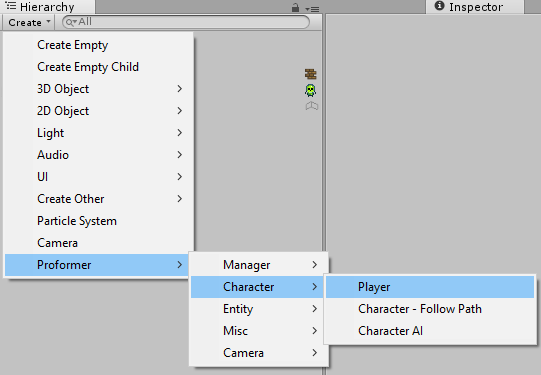 Hierarchy
Inspector
Create
All
Create Empty
Create Empty Child
3D Object
2D Object
Light
Audio
UI
Create Other
Particle System
Camera
Proformer
Manager
Character
Entity
Misc
Camera
Player
Character - Follow Path
Character AI